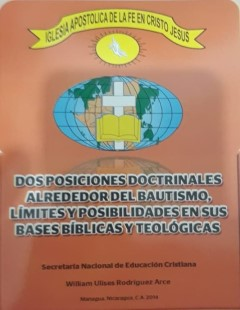 IGLESIA APOSTOLICA DE LA FE EN CRISTO JESUS
DOS POSICIONES DOCTRINALES
ALREDEDOR DEL BAUTISMO,
LÍMITES Y POSIBILIDADES EN SUS
BASES BÍBLICAS Y TEOLÓGICAS
Secretaría Nacional de Educación Cristiana
William Ulises Rodríguez Arce
Managua, Nicaragua, C.A. 2014